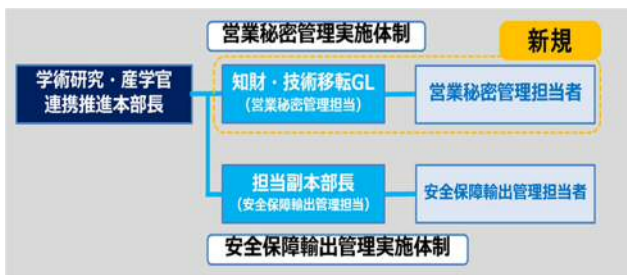 営業秘密管理実施体制
新規
学術研究・産学官
連携推進本部長
知財・技術移転GL
（営業秘密管理担当）
営業秘密管理担当者
担当副本部長
（安全保障輸出管理担当）
安全保障輸出管理担当者
安全保障輸出管理実施体制